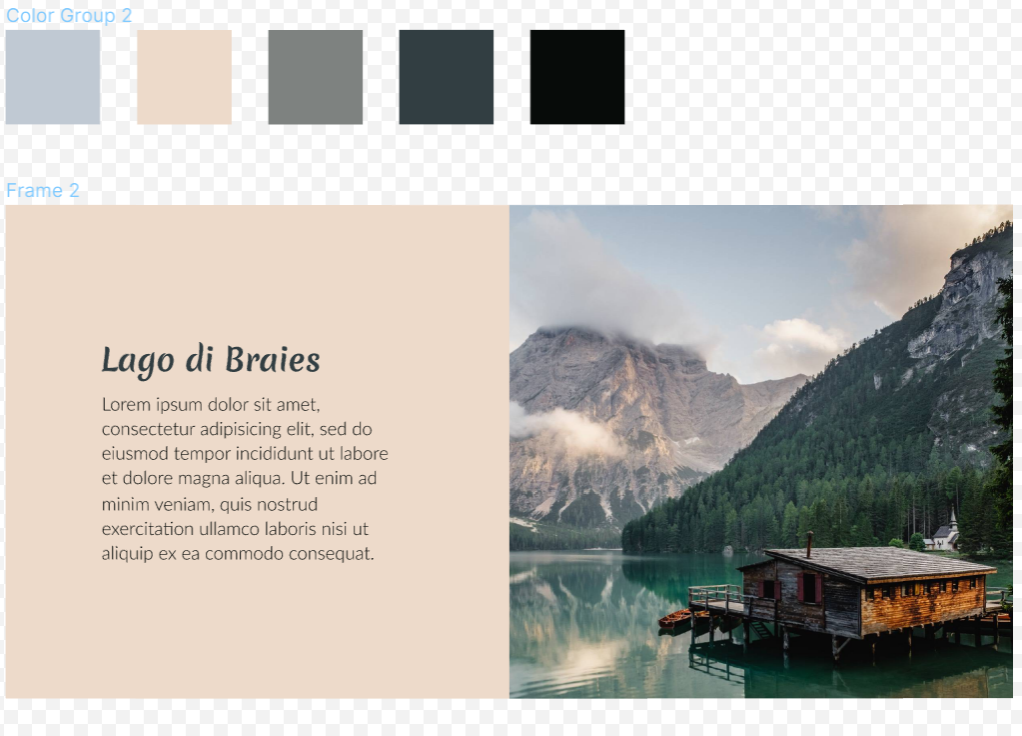 Color Group 2
Frame 2
Lago di Braies
Lorem ipsum dolor sit amet,
consectetur adipisicing elit, sed do
eiusmod tempor incididunt ut labore
et dolore magna aliqua. Ut enim ad
minim veniam, quis nostrud
exercitation ullamco laboris nisi ut
aliquip ex ea commodo consequat.